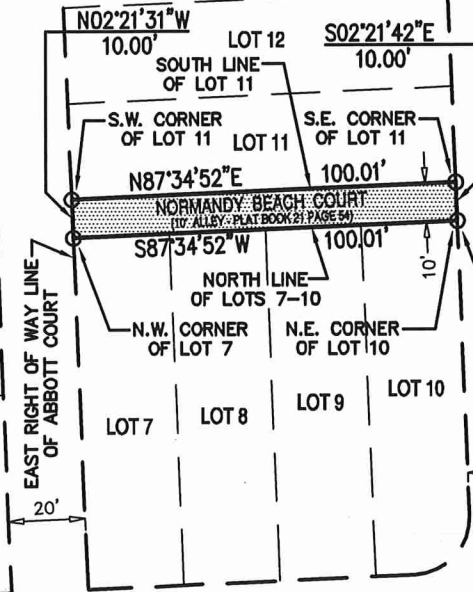 N02°21'31"W
10.00'
LOT 12
S02°21'42"E
10.00'
SOUTH LINE
OF LOT 11
S.W. CORNER
OF LOT 11
LOT 11
S.E. CORNER
OF LOT 11
N87°34'52"E
100.01'
NORMANDY BEACH COURT
(10' ALLEY - PLAT BOOK 21 PAGE 54)
S87°34'52"W
100.01'
10'
NORTH LINE
OF LOTS 7-10
N.W. CORNER
OF LOT 7
N.E. CORNER
OF LOT 10
EAST RIGHT OF WAY LINE
OF ABBOTT COURT
LOT 7
LOT 8
LOT 9
LOT 10
20'